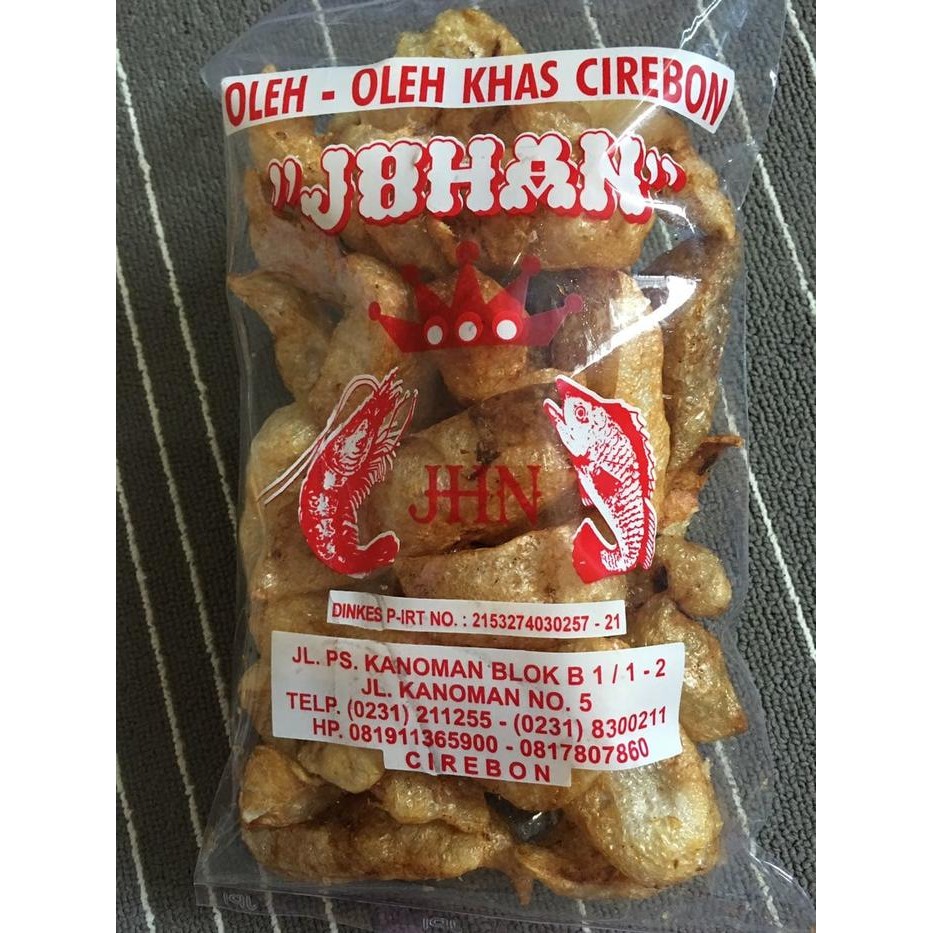 OLEH - OLEH KHAS CIREBON
"JOHAN"
JHN
DINKES P-IRT NO. : 2153274030257 - 21
JL. PS. KANOMAN BLOK B 1 / 1 - 2
JL. KANOMAN NO. 5
TELP. (0231) 211255 - (0231) 8300211
HP. 081911365900 - 0817807860
CIREBON